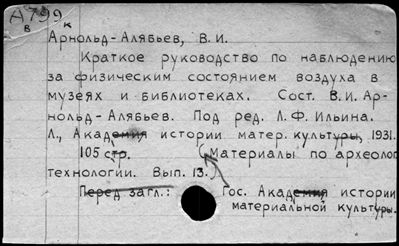 А799
в к
Арнольд-Алябьев, В.И.
Краткое руководство по наблюдению
за физическим состоянием воздуха в
музеях и библиотеках. Сост. В.И. Ар-
нольд-Алябьев. Под ред. Л.Ф. Ильина.
Л., Академия истории матер. культуры, 1931.
105 стр. (Материалы по археолог
технологии. Вып. 13.)
Перед загл.: Гос. Академия истории
материальной культуры.